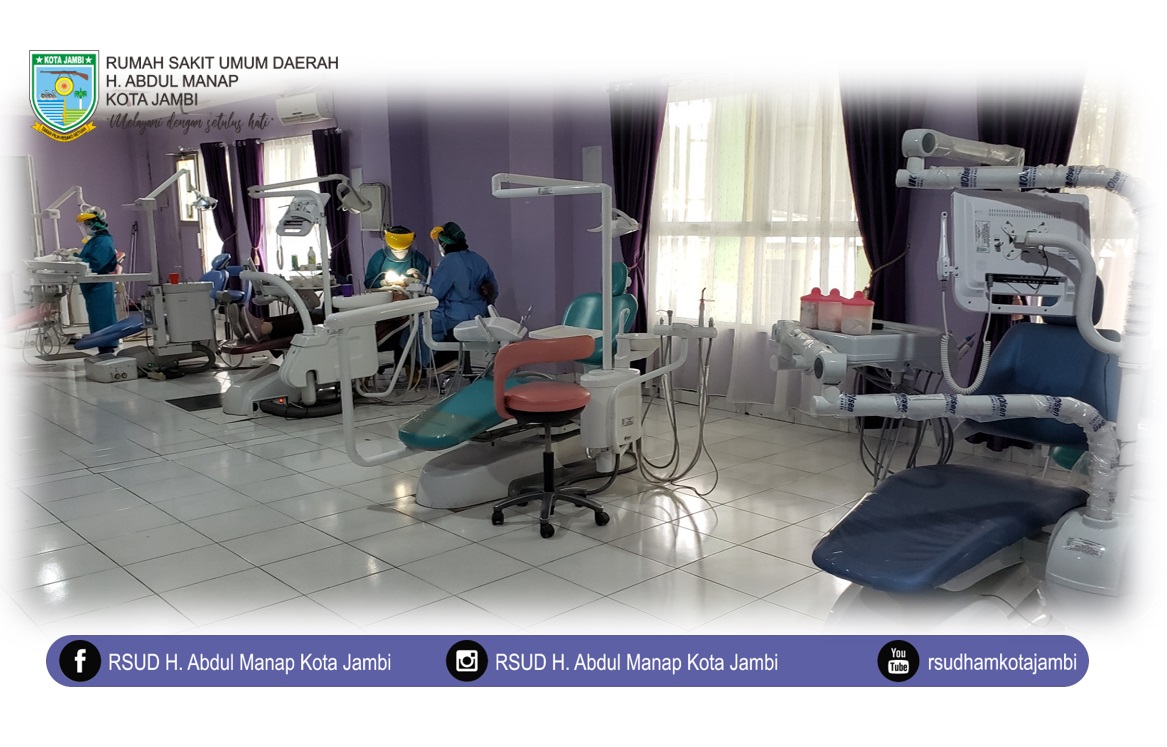 KOTA JAMBI
RUMAH SAKIT UMUM DAERAH
H. ABDUL MANAP
KOTA JAMBI
"Melayani dengan setulus hati"
RSUD H. Abdul Manap Kota Jambi
RSUD H. Abdul Manap Kota Jambi
You
Tube
rsudhamkotajambi